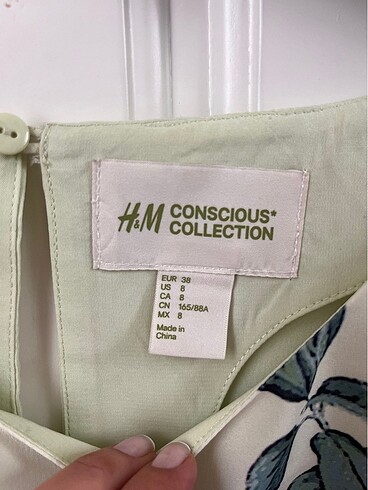 H&M CONSCIOUS*
COLLECTION
EUR 38
US 8
CA 8
CN 165/88A
MX 8
Made in
China